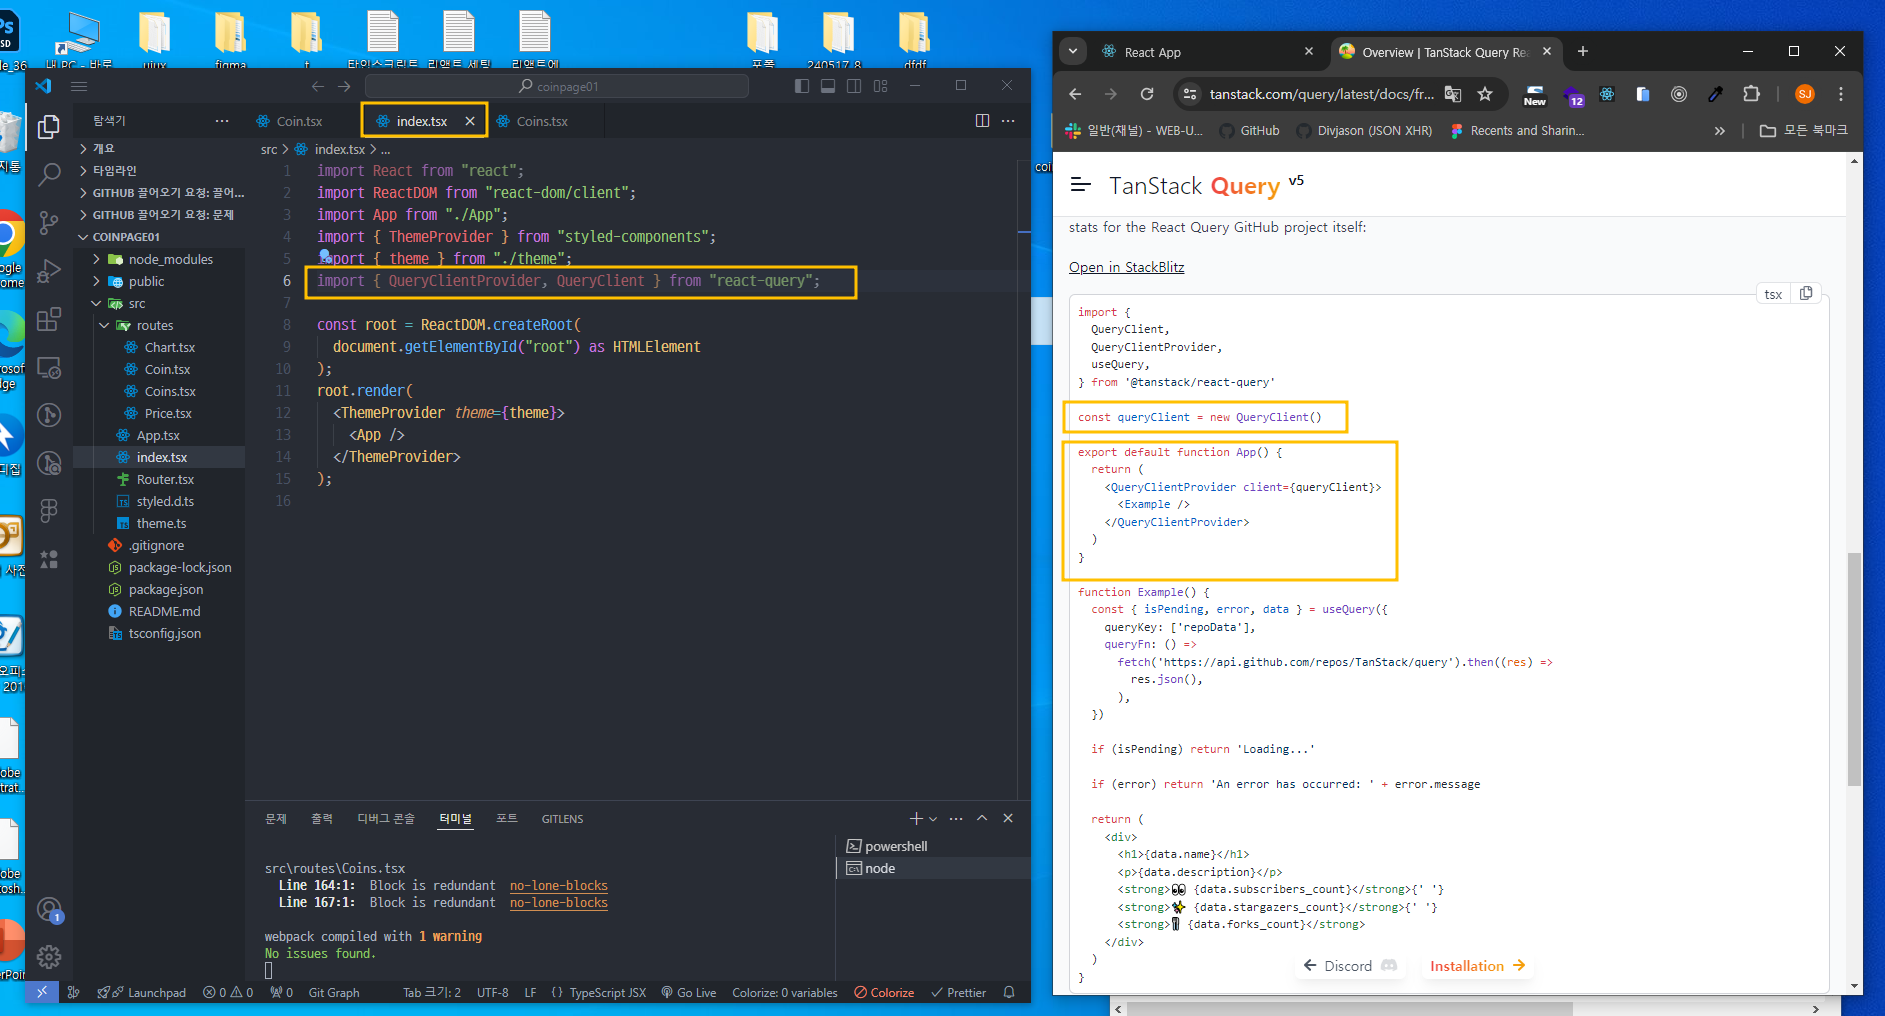 내 PC - 바로
uiux
figma
t
타입스크립트
리액트 세팅
리액트에
포폴
240517_8
dfdf
coinpage01
탐색기
Coin.tsx
index.tsx
Coins.tsx
src > index.tsx > ...
개요
타임라인
GITHUB 끌어오기 요청: 끌어...
GITHUB 끌어오기 요청: 문제
COINPAGE01
node_modules
public
src
routes
Chart.tsx
Coin.tsx
Coins.tsx
Price.tsx
App.tsx
index.tsx
Router.tsx
styled.d.ts
theme.ts
.gitignore
package-lock.json
package.json
README.md
tsconfig.json
1 import React from "react";
2 import ReactDOM from "react-dom/client";
3 import App from "./App";
4 import { ThemeProvider } from "styled-components";
5 import { theme } from "./theme";
6 import { QueryClientProvider, QueryClient } from "react-query";
7
8 const root = ReactDOM.createRoot(
9 document.getElementById("root") as HTMLElement
10 );
11 root.render(
12 <ThemeProvider theme={theme}>
13 <App />
14 </ThemeProvider>
15 );
16
문제 출력 디버그 콘솔 터미널 포트 GITLENS
powershell
node
src\routes\Coins.tsx
Line 164:1: Block is redundant no-lone-blocks
Line 167:1: Block is redundant no-lone-blocks
webpack compiled with 1 warning
No issues found.
Launchpad 0 0 0 Git Graph Tab 크기: 2 UTF-8 LF {} TypeScript JSX Go Live Colorize: 0 variables Colorize Prettier
React App
Overview | TanStack Query Rea
tanstack.com/query/latest/docs/fr...
New
12
SJ
일반(채널) - WEB-U...
GitHub
Divjason (JSON XHR)
Recents and Sharin...
모든 북마크
TanStack Query v5
stats for the React Query GitHub project itself:
Open in StackBlitz
tsx
import {
QueryClient,
QueryClientProvider,
useQuery,
} from '@tanstack/react-query'
const queryClient = new QueryClient()
export default function App() {
return (
<QueryClientProvider client={queryClient}>
<Example />
</QueryClientProvider>
)
}
function Example() {
const { isPending, error, data } = useQuery({
queryKey: ['repoData'],
queryFn: () =>
fetch('https://api.github.com/repos/TanStack/query').then((res) =>
res.json(),
),
})
if (isPending) return 'Loading...'
if (error) return 'An error has occurred: ' + error.message
return (
<div>
<h1>{data.name}</h1>
<p>{data.description}</p>
<strong>👀 {data.subscribers_count}</strong>{' '}
<strong>✨ {data.stargazers_count}</strong>{' '}
<strong>🍴 {data.forks_count}</strong>
</div>
)
}
Discord
Installation